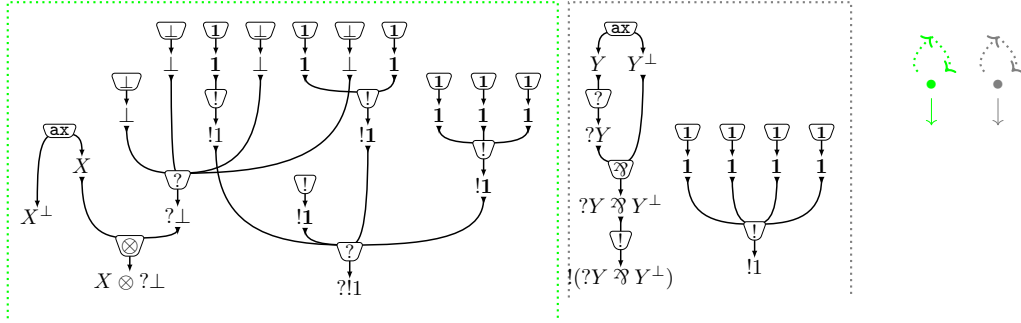 ⊥ 1 ⊥ 1 ⊥ 1 ax
⊥ 1 ⊥ 1 ⊥ 1 Y Y⊥
⊥ 1 1 1
! ! ?
⊥ 1 1 1
ax !1 !1 ?Y 1 1 1 1
! 
X 1 1 1 1
? ! !1 ⅋
X⊥ ?⊥ !1 ?Y ⅋ Y⊥
⊗ ? ! !
X ⊗ ?⊥ ?!1 !(?Y ⅋ Y⊥) !1